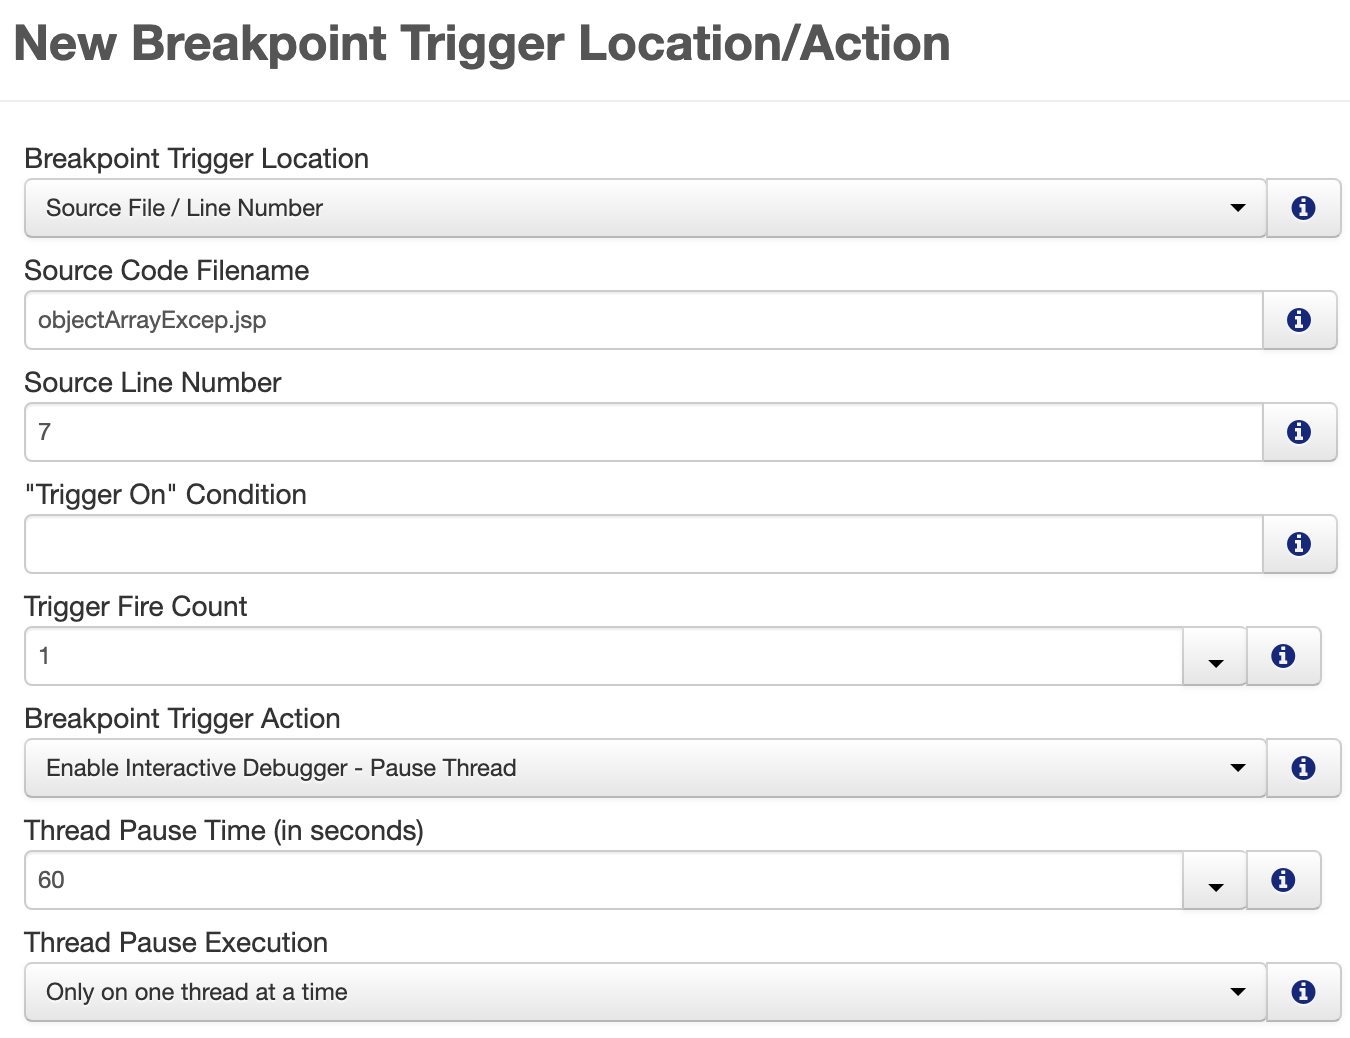 New Breakpoint Trigger Location/Action
Breakpoint Trigger Location
Source File / Line Number
Source Code Filename
objectArrayExcep.jsp
Source Line Number
7
"Trigger On" Condition
Trigger Fire Count
1
Breakpoint Trigger Action
Enable Interactive Debugger - Pause Thread
Thread Pause Time (in seconds)
60
Thread Pause Execution
Only on one thread at a time